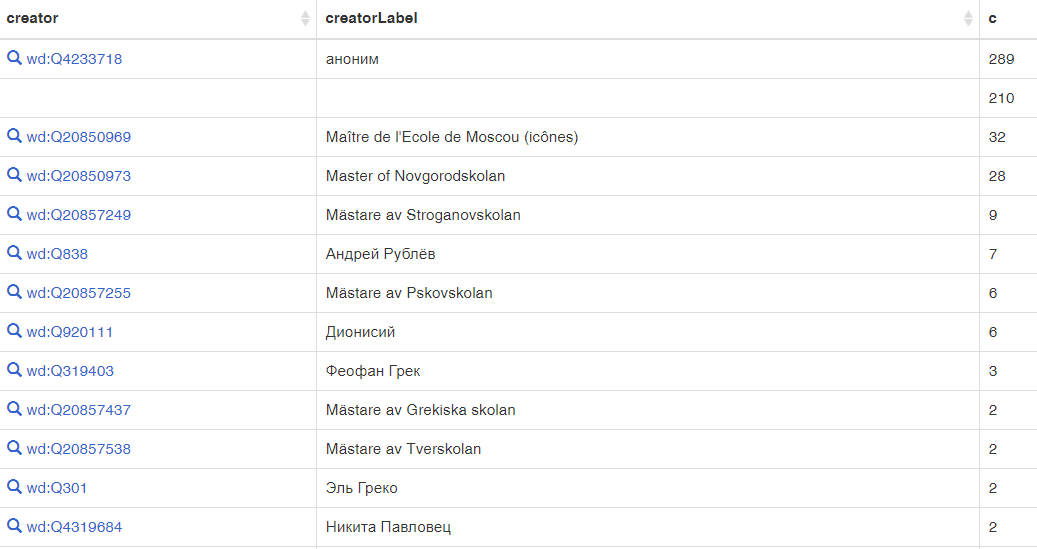 creator creatorLabel c
wd:Q4233718 аноним 289
210
wd:Q20850969 Maître de l'Ecole de Moscou (icônes) 32
wd:Q20850973 Master of Novgorodskolan 28
wd:Q20857249 Mästare av Stroganovskolan 9
wd:Q838 Андрей Рублёв 7
wd:Q20857255 Mästare av Pskovskolan 6
wd:Q920111 Дионисий 6
wd:Q319403 Феофан Грек 3
wd:Q20857437 Mästare av Grekiska skolan 2
wd:Q20857538 Mästare av Tverskolan 2
wd:Q301 Эль Греко 2
wd:Q4319684 Никита Павловец 2